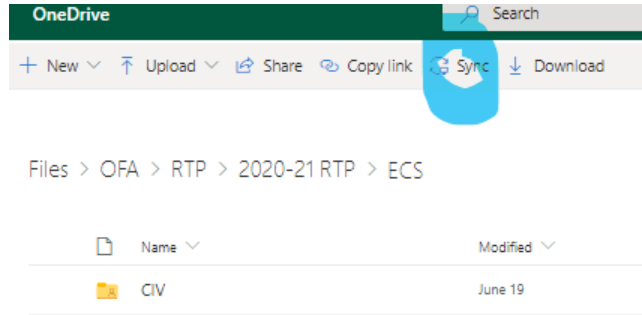 OneDrive Search
New Upload Share Copy link Sync Download
Files > OFA > RTP > 2020-21 RTP > ECS
Name Modified
CIV June 19